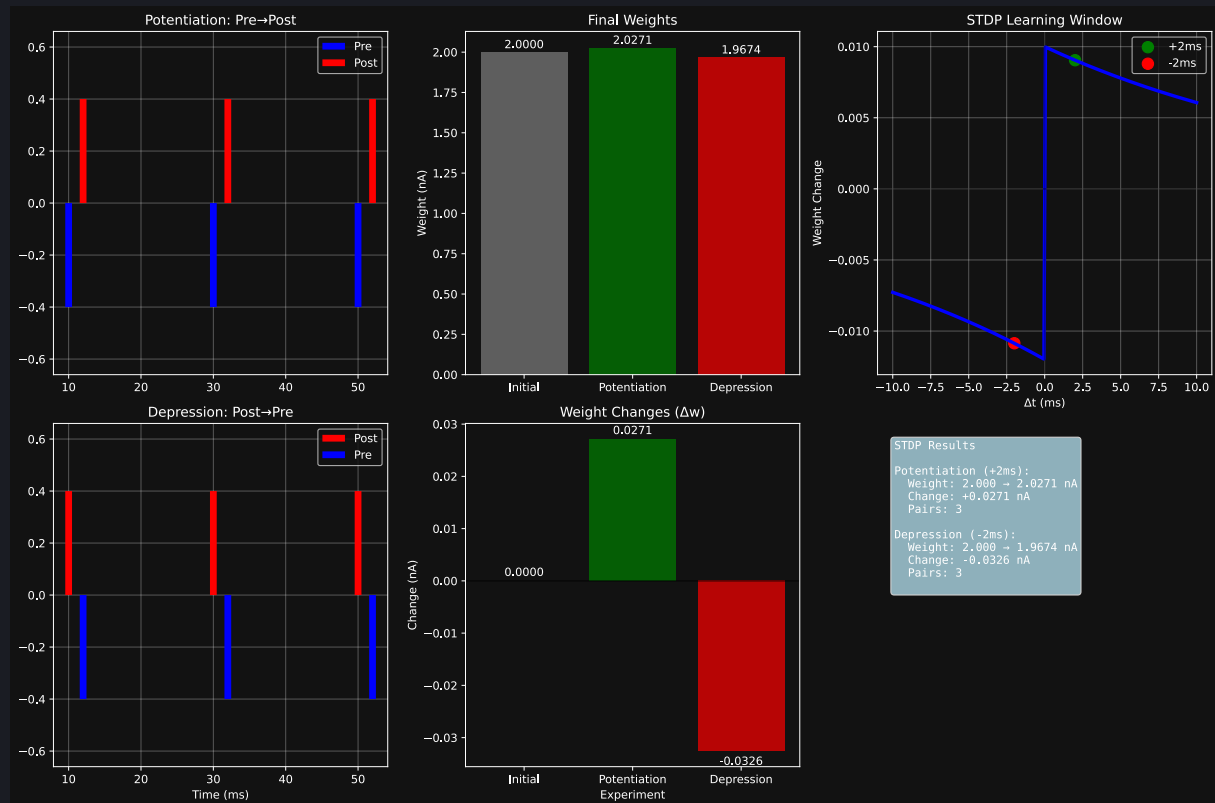 Potentiation: Pre→Post
0.6
0.4
0.2
0.0
−0.2
−0.4
−0.6
10
20
30
40
50
Pre
Post
Final Weights
Weight (nA)
2.00
1.75
1.50
1.25
1.00
0.75
0.50
0.25
0.00
2.0000
2.0271
1.9674
Initial
Potentiation
Depression
STDP Learning Window
Weight Change
0.010
0.005
0.000
−0.005
−0.010
+2ms
-2ms
−10.0
−7.5
−5.0
−2.5
0.0
2.5
5.0
7.5
10.0
Δt (ms)
Depression: Post→Pre
0.6
0.4
0.2
0.0
−0.2
−0.4
−0.6
Post
Pre
10
20
30
40
50
Time (ms)
Weight Changes (Δw)
Change (nA)
0.03
0.02
0.01
0.00
−0.01
−0.02
−0.03
0.0000
0.0271
-0.0326
Initial
Potentiation
Depression
Experiment
STDP Results
Potentiation (+2ms):
Weight: 2.000 → 2.0271 nA
Change: +0.0271 nA
Pairs: 3
Depression (-2ms):
Weight: 2.000 → 1.9674 nA
Change: -0.0326 nA
Pairs: 3